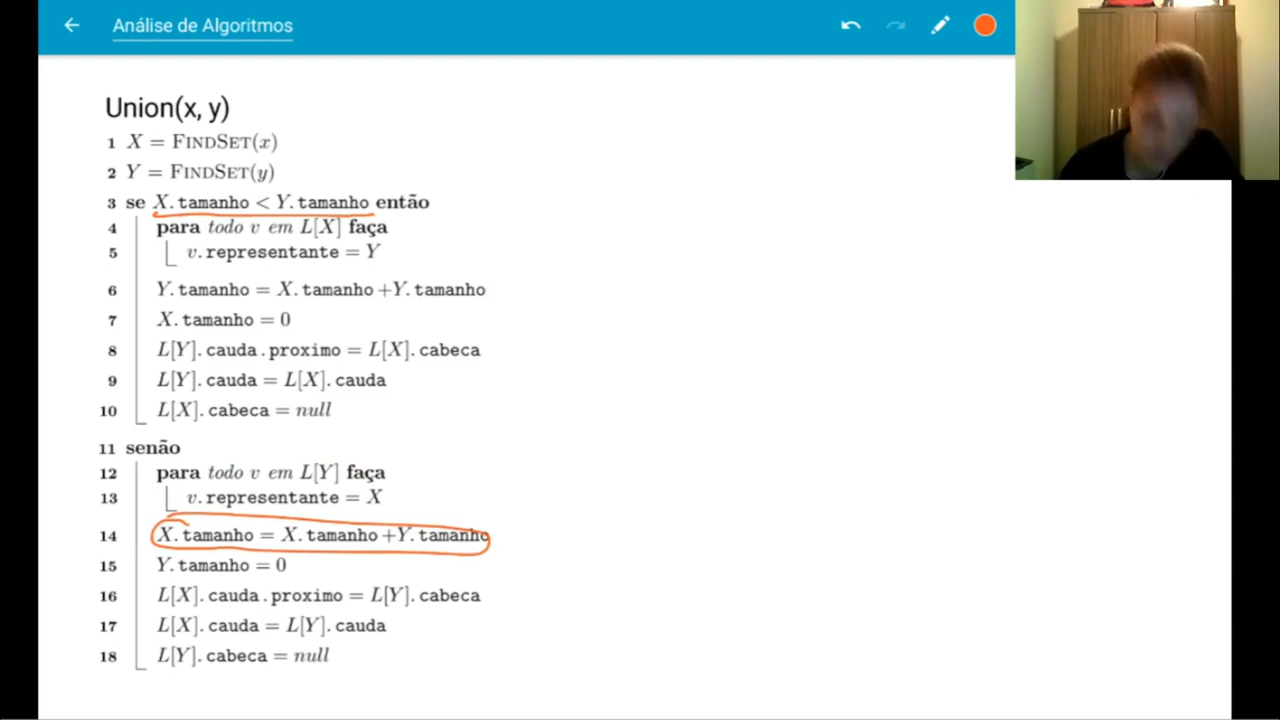 Análise de Algoritmos
Union(x, y)
1 X = FINDSET(x)
2 Y = FINDSET(y)
3 se X.tamanho < Y.tamanho então
4 para todo v em L[X] faça
5 v.representante = Y
6 Y.tamanho = X.tamanho +Y.tamanho
7 X.tamanho = 0
8 L[Y].cauda.proximo = L[X].cabeca
9 L[Y].cauda = L[X].cauda
10 L[X].cabeca = null
11 senão
12 para todo v em L[Y] faça
13 v.representante = X
14 X.tamanho = X.tamanho +Y.tamanho
15 Y.tamanho = 0
16 L[X].cauda.proximo = L[Y].cabeca
17 L[X].cauda = L[Y].cauda
18 L[Y].cabeca = null